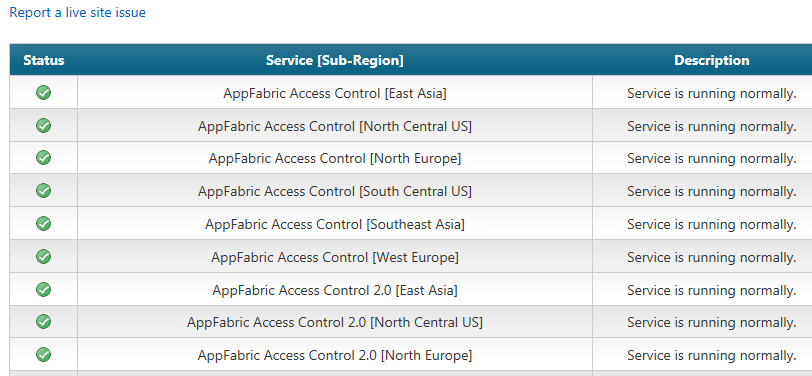 Report a live site issue
Status Service [Sub-Region] Description
AppFabric Access Control [East Asia] Service is running normally.
AppFabric Access Control [North Central US] Service is running normally.
AppFabric Access Control [North Europe] Service is running normally.
AppFabric Access Control [South Central US] Service is running normally.
AppFabric Access Control [Southeast Asia] Service is running normally.
AppFabric Access Control [West Europe] Service is running normally.
AppFabric Access Control 2.0 [East Asia] Service is running normally.
AppFabric Access Control 2.0 [North Central US] Service is running normally.
AppFabric Access Control 2.0 [North Europe] Service is running normally.